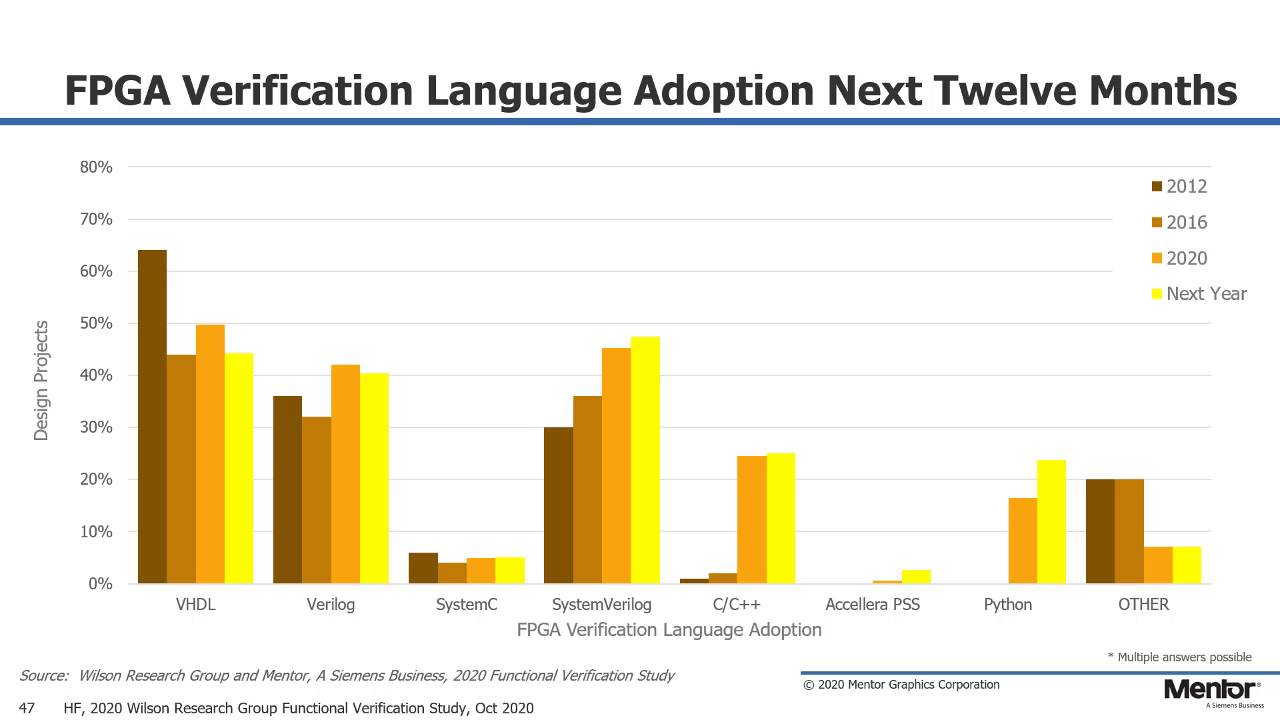 FPGA Verification Language Adoption Next Twelve Months
80%
70%
60%
50%
40%
30%
20%
10%
0%
Design Projects
2012
2016
2020
Next Year
VHDL
Verilog
SystemC
SystemVerilog
C/C++
Accellera PSS
Python
OTHER
FPGA Verification Language Adoption
* Multiple answers possible
Source: Wilson Research Group and Mentor, A Siemens Business, 2020 Functional Verification Study
© 2020 Mentor Graphics Corporation
Mentor®
A Siemens Business
47 HF, 2020 Wilson Research Group Functional Verification Study, Oct 2020